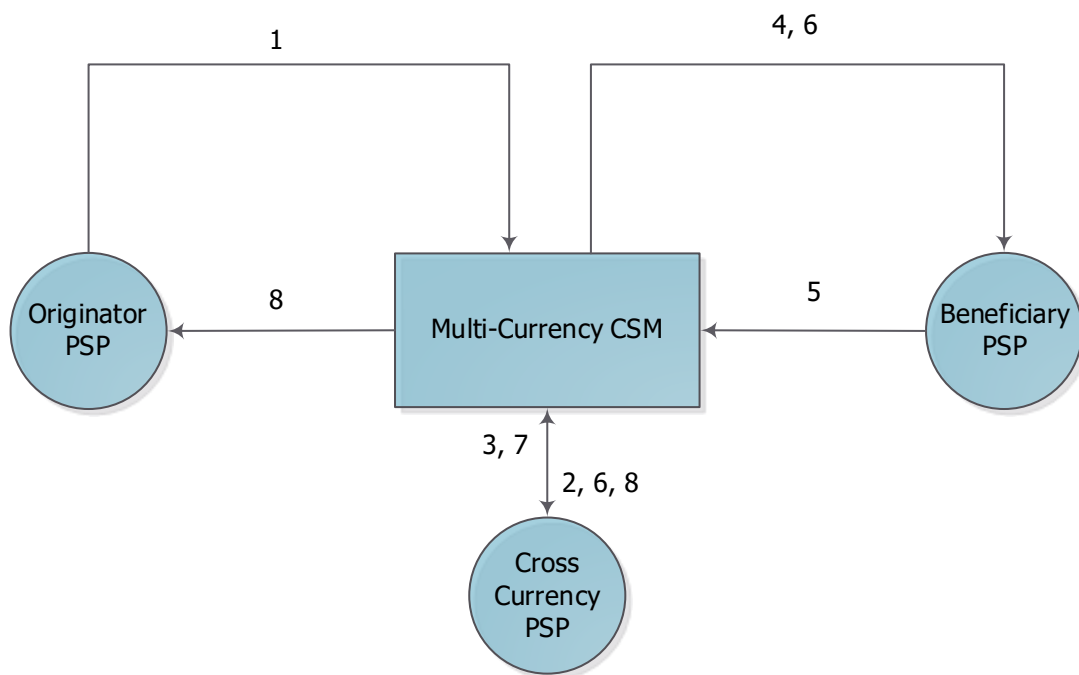 1
4, 6
Originator
PSP
8
Multi-Currency CSM
5
Beneficiary
PSP
3, 7
2, 6, 8
Cross
Currency
PSP